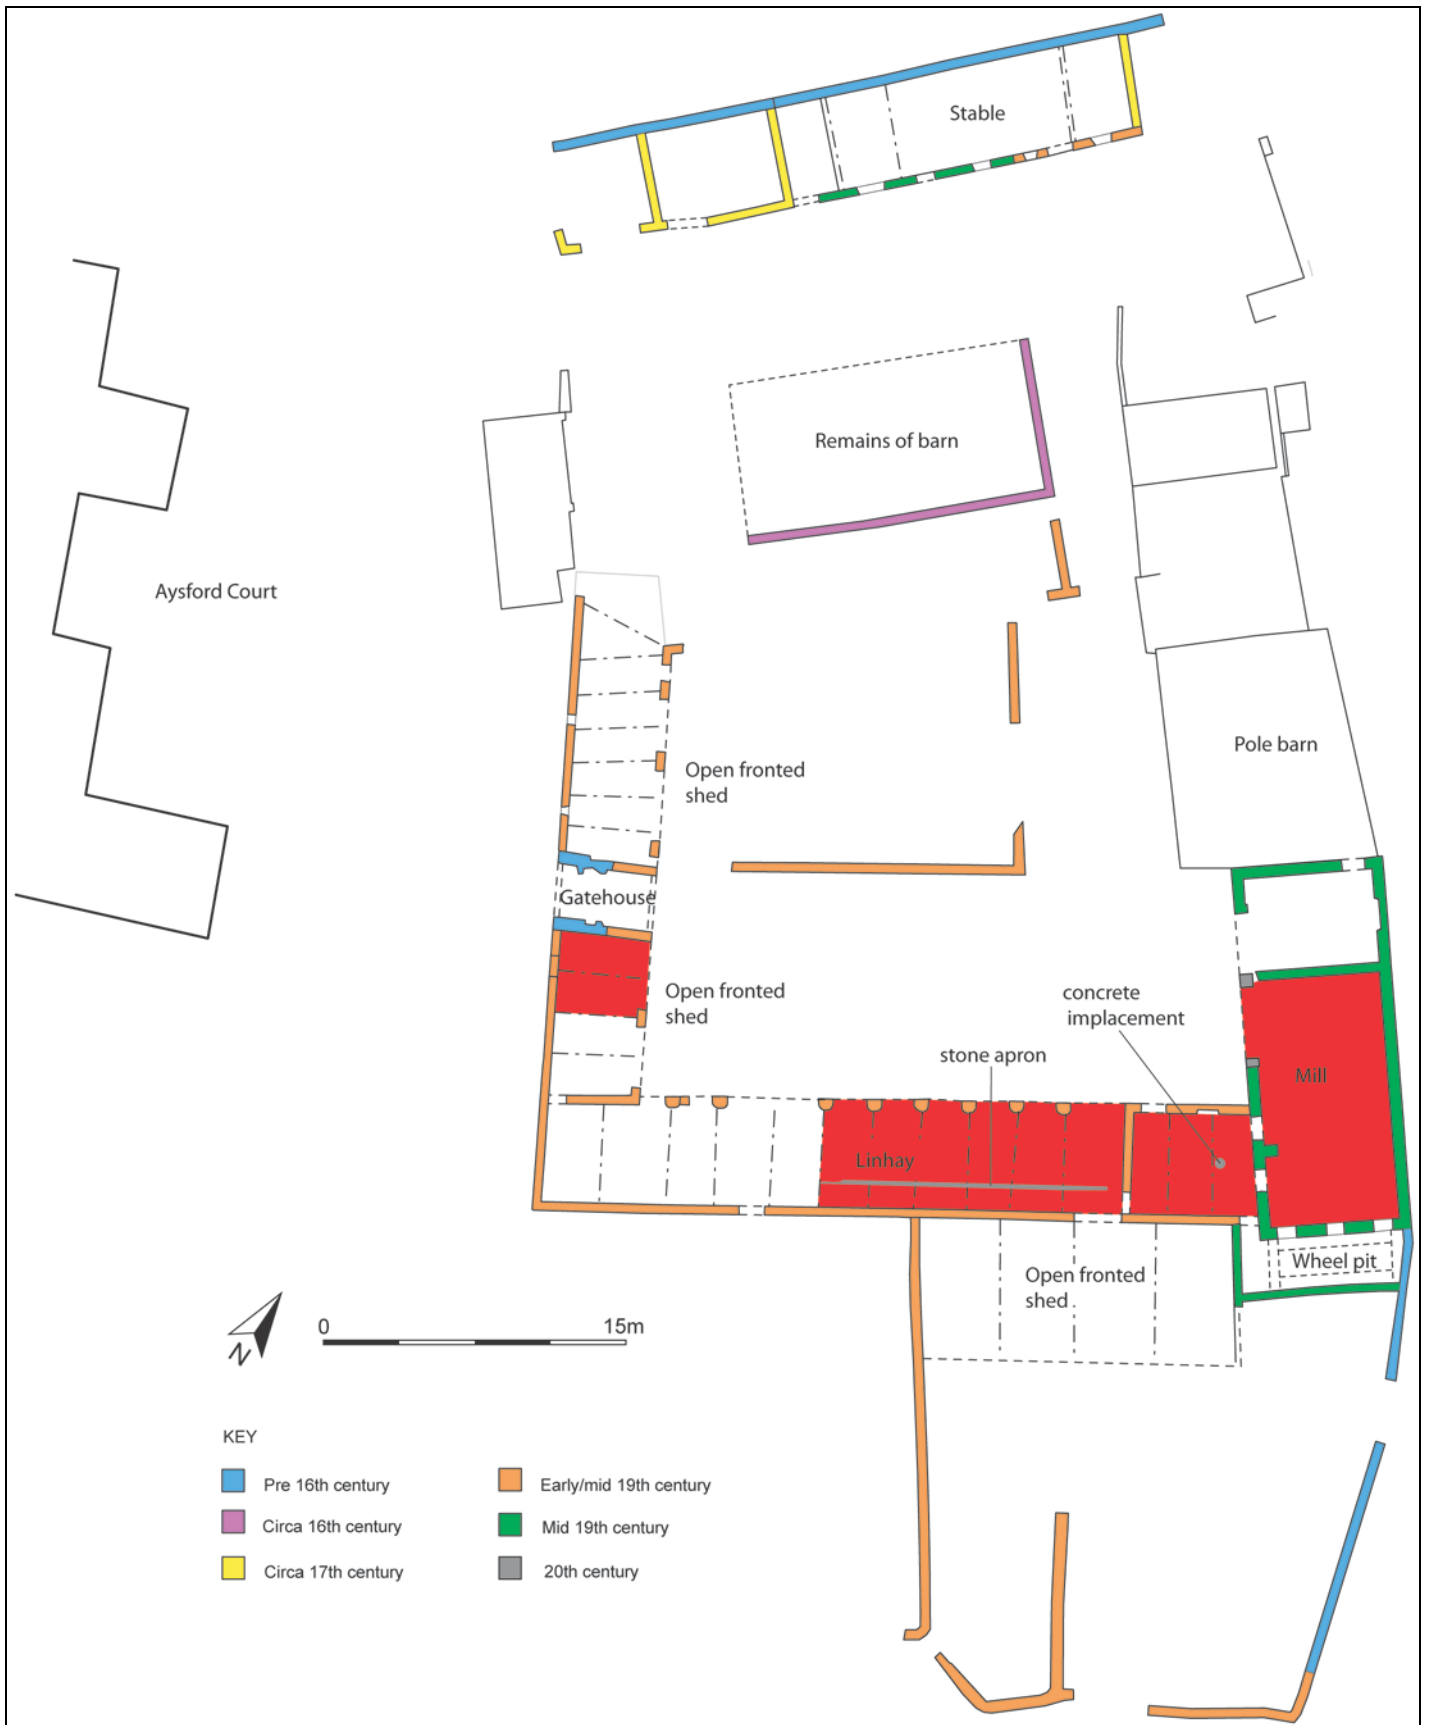 Stable
Remains of barn
Aysford Court
Pole barn
Open fronted
shed
Gatehouse
Open fronted
shed
concrete
implacement
stone apron
Mill
Linhay
Wheel pit
Open fronted
shed
N
0 15m
KEY
Pre 16th century
Early/mid 19th century
Circa 16th century
Mid 19th century
Circa 17th century
20th century